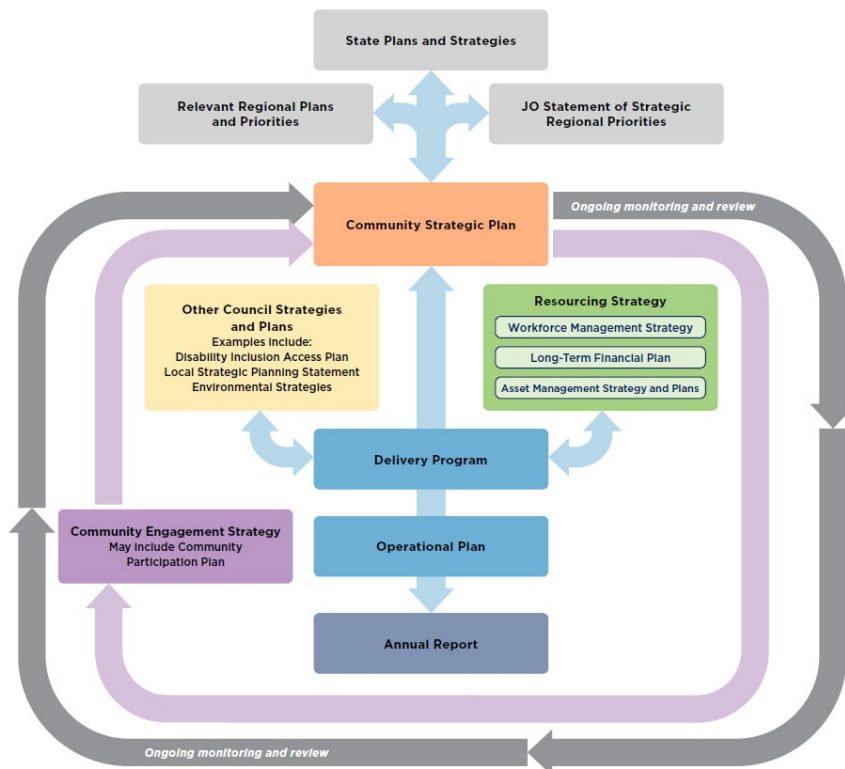 State Plans and Strategies
Relevant Regional Plans
and Priorities
JO Statement of Strategic
Regional Priorities
Ongoing monitoring and review
Community Strategic Plan
Other Council Strategies
and Plans
Examples Include:
Disability Inclusion Access Plan
Local Strategic Planning Statement
Environmental Strategies
Resourcing Strategy
Workforce Management Strategy
Long-Term Financial Plan
Asset Management Strategy and Plans
Delivery Program
Community Engagement Strategy
May Include Community
Participation Plan
Operational Plan
Annual Report
Ongoing monitoring and review